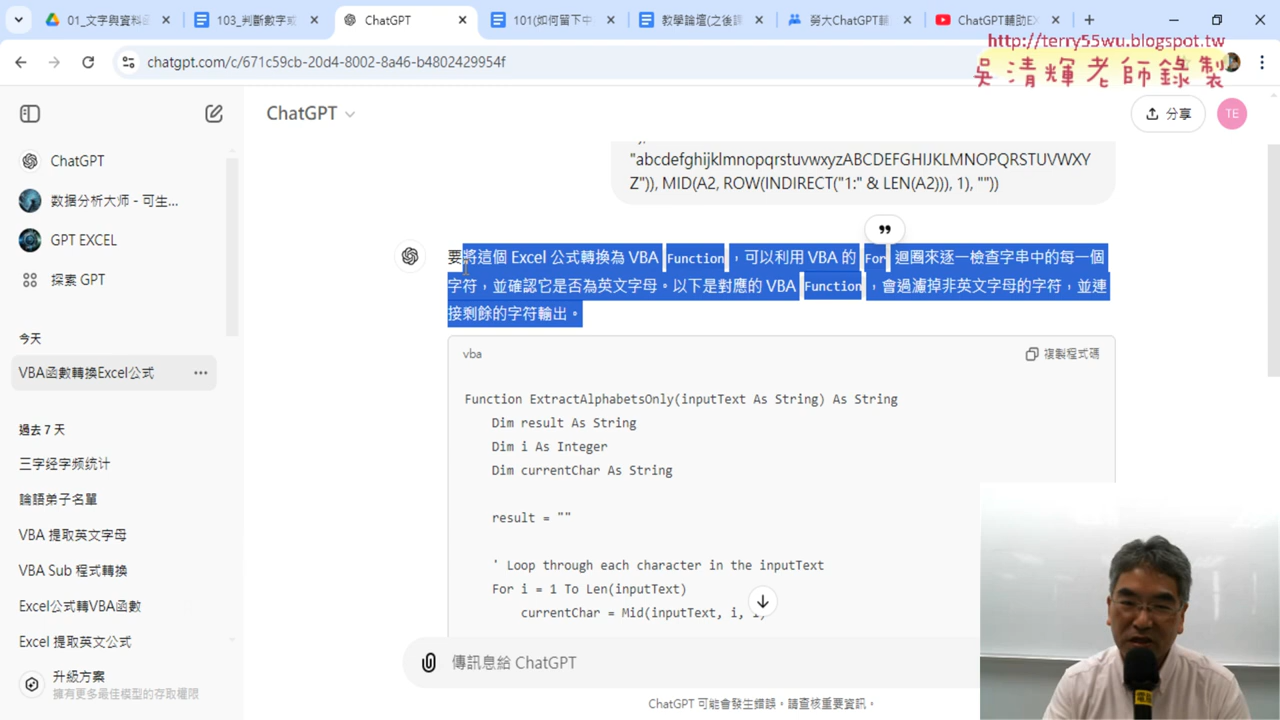 01_文字與資料
103_判斷數字或
ChatGPT
101(如何留下中
教學論壇(之後課
勞大ChatGPT輔
ChatGPT輔助EX
http://terry55wu.blogspot.tw
吳清輝老師錄製
chatgpt.com/c/671c59cb-20d4-8002-8a46-b4802429954f
ChatGPT
分享
TE
ChatGPT
数据分析大师 - 可生...
GPT EXCEL
探索 GPT
今天
VBA函數轉換Excel公式
過去 7 天
三字经字频统计
論語弟子名單
VBA 提取英文字母
VBA Sub 程式轉換
Excel公式轉VBA函數
Excel 提取英文公式
升級方案
擁有更多最佳模型的存取權限
"abcdefghijklmnopqrstuvwxyzABCDEFGHIJKLMNOPQRSTUVWXY
Z")), MID(A2, ROW(INDIRECT("1:" & LEN(A2))), 1), ""))
要將這個 Excel 公式轉換為 VBA Function，可以利用 VBA 的 For 迴圈來逐一檢查字串中的每一個
字符，並確認它是否為英文字母。以下是對應的 VBA Function，會過濾掉非英文字母的字符，並連
接剩餘的字符輸出。
vba
複製程式碼
Function ExtractAlphabetsOnly(inputText As String) As String
Dim result As String
Dim i As Integer
Dim currentChar As String
result = ""
' Loop through each character in the inputText
For i = 1 To Len(inputText)
currentChar = Mid(inputText, i, 1)
傳訊息給 ChatGPT
ChatGPT 可能會發生錯誤。請查核重要資訊。